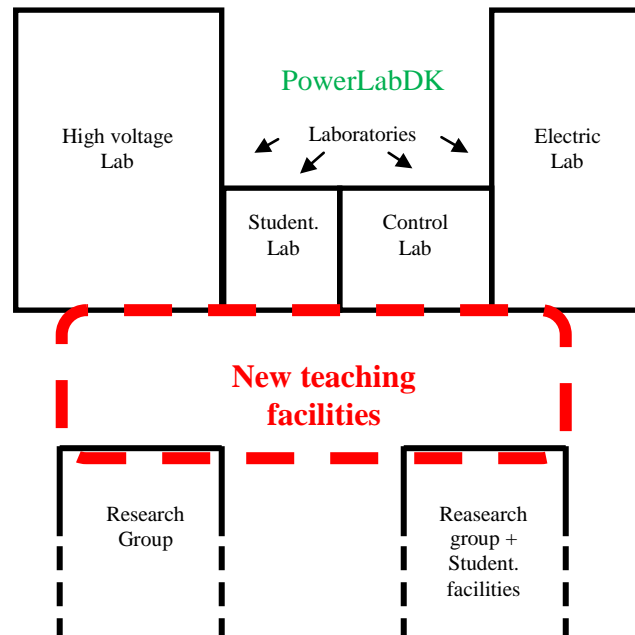 PowerLabDK
High voltage
Lab
Laboratories
Electric
Lab
Student.
Lab
Control
Lab
New teaching
facilities
Research
Group
Reasearch
group +
Student.
facilities